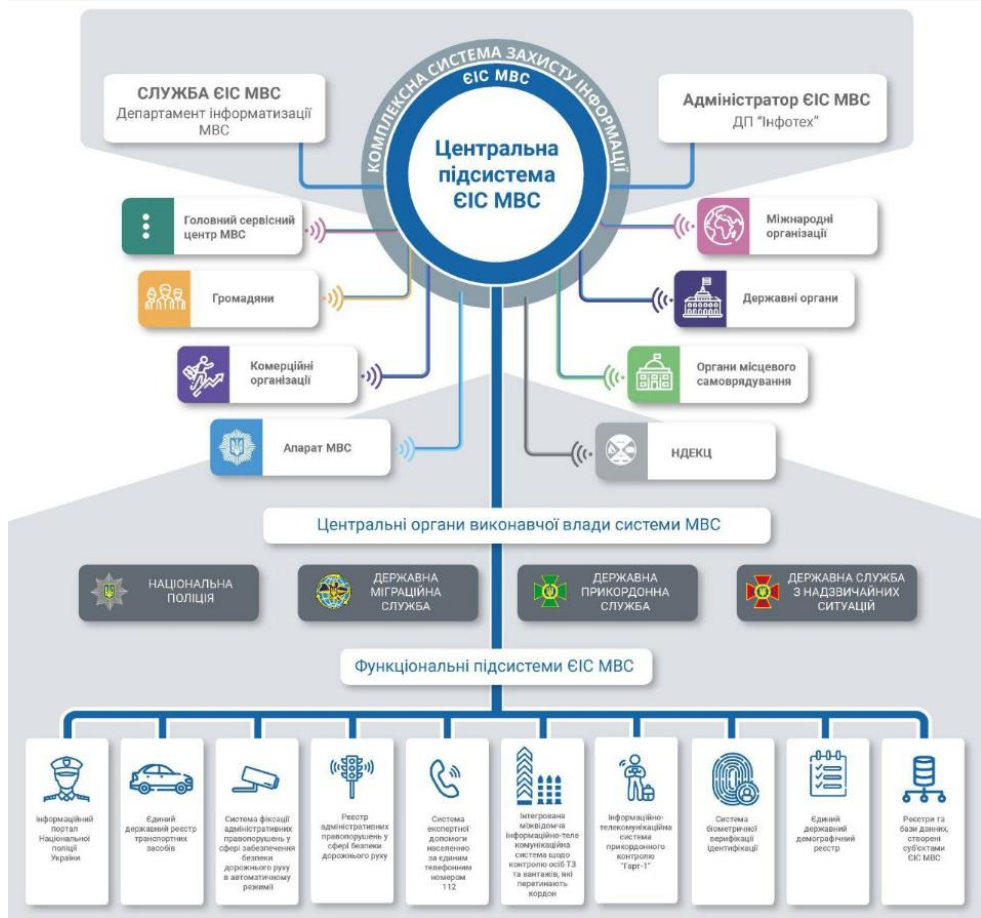 КОМПЛЕКСНА СИСТЕМА ЗАХИСТУ ІНФОРМАЦІЇ
ЄІС МВС
Центральна
підсистема
ЄІС МВС
СЛУЖБА ЄІС МВС
Департамент інформатизації
МВС
Адміністратор ЄІС МВС
ДП “Інфотех”
Головний сервісний
центр МВС
Міжнародні
організації
Громадяни
Державні органи
Комерційні
організації
Органи місцевого
самоврядування
Апарат МВС
НДЕКЦ
Центральні органи виконавчої влади системи МВС
НАЦІОНАЛЬНА
ПОЛІЦІЯ
ДЕРЖАВНА
МІГРАЦІЙНА
СЛУЖБА
ДЕРЖАВНА
ПРИКОРДОННА
СЛУЖБА
ДЕРЖАВНА СЛУЖБА
З НАДЗВИЧАЙНИХ
СИТУАЦІЙ
Функціональні підсистеми ЄІС МВС
Інформаційний
портал
Національної
поліції
України
Єдиний
державний реєстр
транспортних
засобів
Система фіксації
адміністративних
правопорушень у
сфері забезпечення
безпеки
дорожнього руху
в автоматичному
режимії
Реєстр
адміністративних
правопорушень у
сфері безпеки
дорожнього руху
Система
експертної
допомоги
населенню
за єдиним
телефонним
номером
112
Інтегрована
міжвідомча
інформаційно-теле
комунікаційна
система щодо
контролю осіб ТЗ
та вантажів, які
перетинають
кордон
Інформаційно-
телекомунікаційна
система
прикордонного
контролю
“Гарт-1”
Система
біометричної
верифікації
ідентифікації
Єдиний
державний
демографічний
реєстр
Реєстри та
бази данних,
створені
суб'єктами
ЄІС МВС